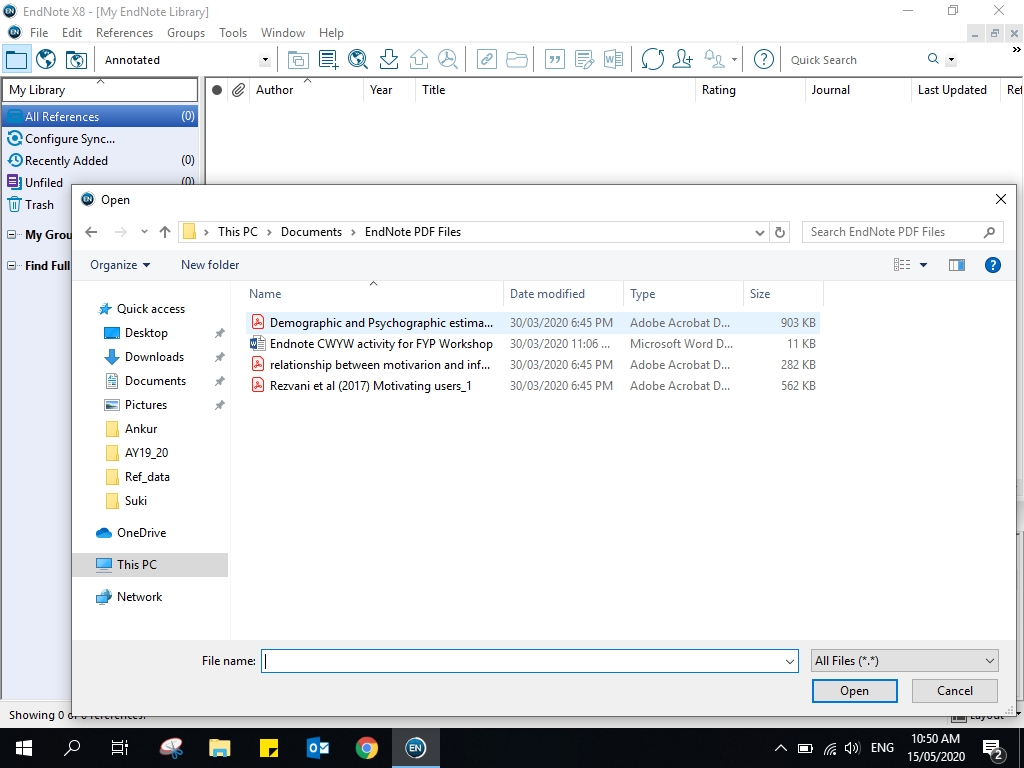 EndNote X8 - [My EndNote Library]
File Edit References Groups Tools Window Help
Annotated
Quick Search
My Library
Author Year Title Rating Journal Last Updated Ref
All References (0)
Configure Sync...
Recently Added (0)
Unfiled (0)
Trash
My Grou
Find Full
EN Open
This PC > Documents > EndNote PDF Files
Search EndNote PDF Files
Organize New folder
Name Date modified Type Size
Demographic and Psychographic estima... 30/03/2020 6:45 PM Adobe Acrobat D... 903 KB
Endnote CWYW activity for FYP Workshop 30/03/2020 11:06 ... Microsoft Word D... 11 KB
relationship between motivarion and inf... 30/03/2020 6:45 PM Adobe Acrobat D... 282 KB
Rezvani et al (2017) Motivating users_1 30/03/2020 6:45 PM Adobe Acrobat D... 562 KB
Quick access
Desktop
Downloads
Documents
Pictures
Ankur
AY19_20
Ref_data
Suki
OneDrive
This PC
Network
File name: All Files (*.*)
Open Cancel
Showing 0 of 0 references. Layout
EN ENG 10:50 AM
15/05/2020 2